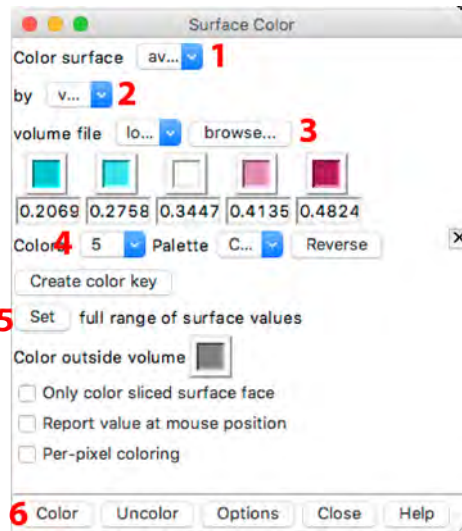 Surface Color
Color surface av... 1
by v... 2
volume file lo... browse... 3
0.2069 0.2758 0.3447 0.4135 0.4824
Colors 4 5 Palette C... Reverse
Create color key
5 Set full range of surface values
Color outside volume
Only color sliced surface face
Report value at mouse position
Per-pixel coloring
6 Color Uncolor Options Close Help